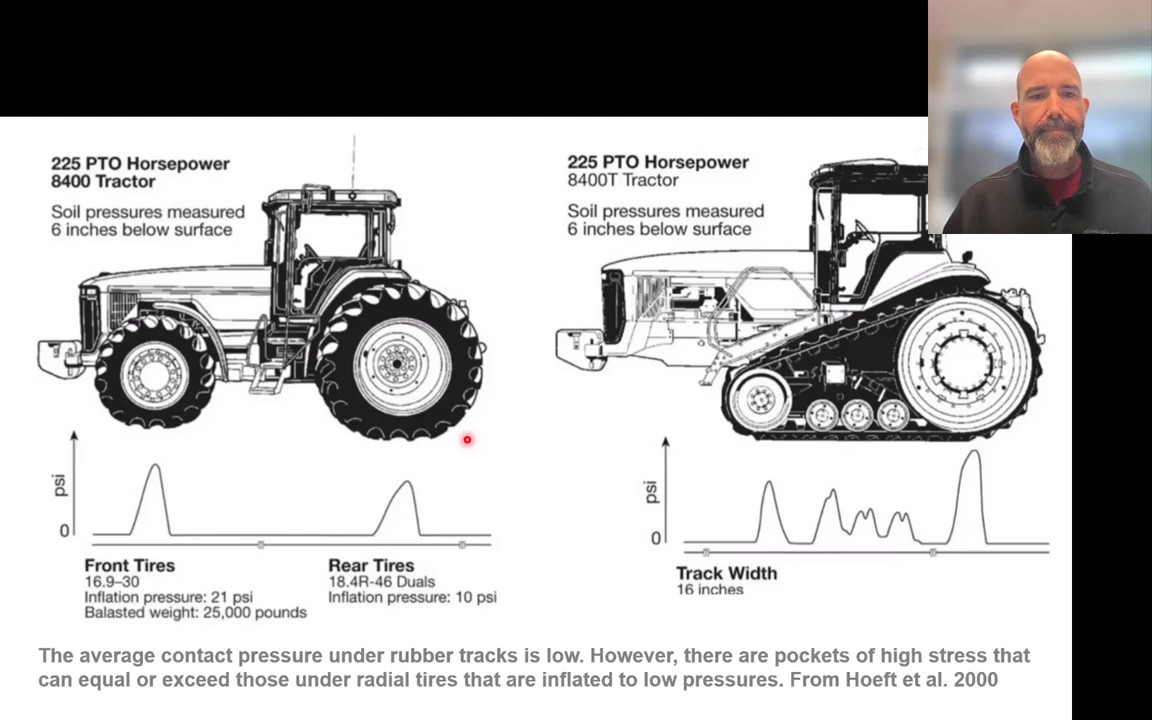 225 PTO Horsepower
8400 Tractor
Soil pressures measured
6 inches below surface
psi
0
Front Tires
16.9–30
Inflation pressure: 21 psi
Balasted weight: 25,000 pounds
Rear Tires
18.4R-46 Duals
Inflation pressure: 10 psi
225 PTO Horsepower
8400T Tractor
Soil pressures measured
6 inches below surface
psi
0
Track Width
16 inches
The average contact pressure under rubber tracks is low. However, there are pockets of high stress that
can equal or exceed those under radial tires that are inflated to low pressures. From Hoeft et al. 2000